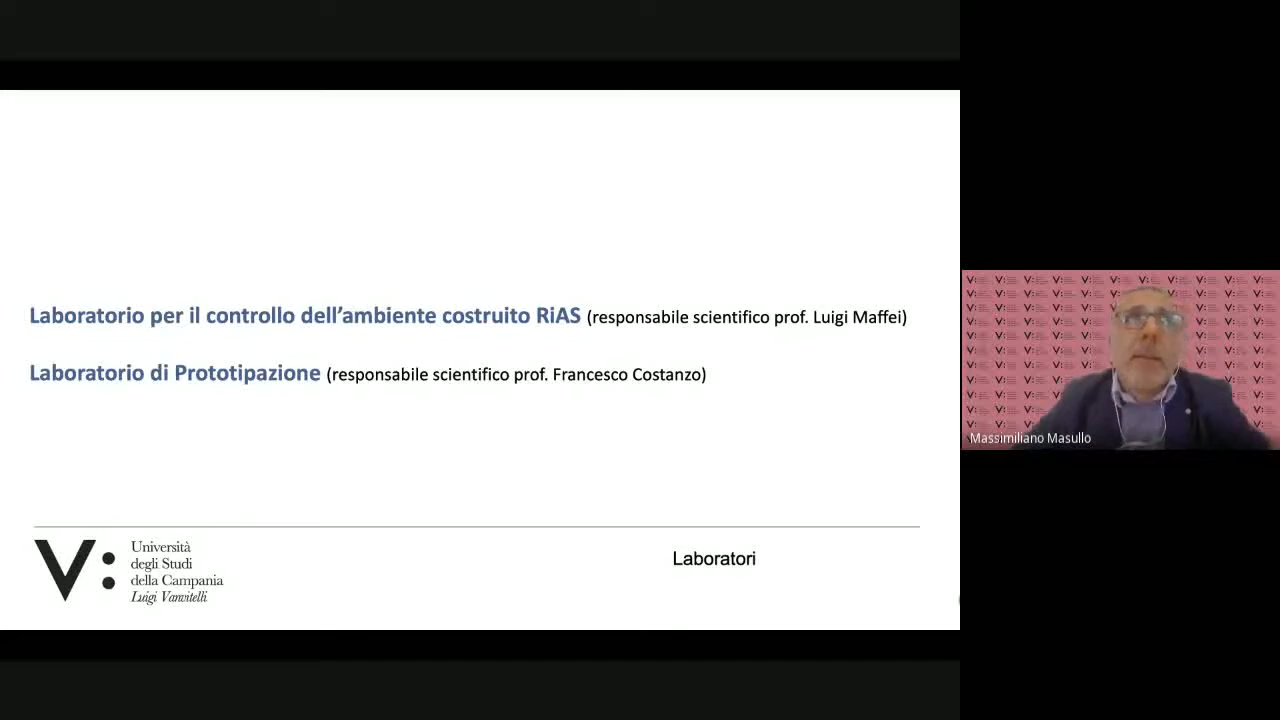 Laboratorio per il controllo dell’ambiente costruito RiAS (responsabile scientifico prof. Luigi Maffei)
Laboratorio di Prototipazione (responsabile scientifico prof. Francesco Costanzo)
V:
Università
degli Studi
della Campania
Luigi Vanvitelli
Laboratori
Massimiliano Masullo